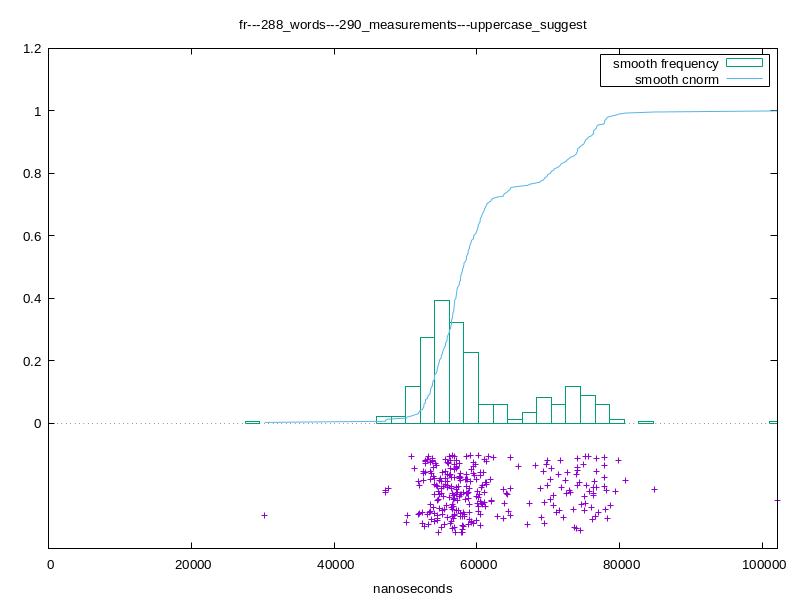 fr---288_words---290_measurements---uppercase_suggest
1.2
smooth frequency
smooth cnorm
1
0.8
0.6
0.4
0.2
0
0 20000 40000 60000 80000 100000
nanoseconds